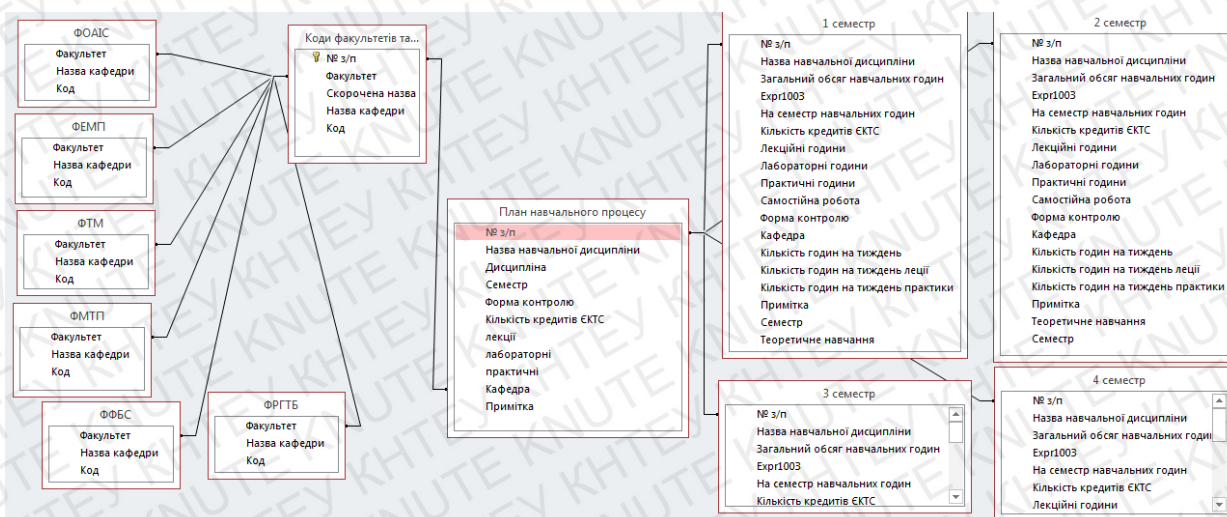 ФОАІС
Факультет
Назва кафедри
Код
ФЕМП
Факультет
Назва кафедри
Код
ФТМ
Факультет
Назва кафедри
Код
ФМТП
Факультет
Назва кафедри
Код
ФФБС
Факультет
Назва кафедри
Код
ФРГТБ
Факультет
Назва кафедри
Код
Коди факультетів та...
№ з/п
Факультет
Скорочена назва
Назва кафедри
Код
План навчального процесу
№ з/п
Назва навчальної дисципліни
Дисципліна
Семестр
Форма контролю
Кількість кредитів ЄКТС
лекції
лабораторні
практичні
Кафедра
Примітка
1 семестр
№ з/п
Назва навчальної дисципліни
Загальний обсяг навчальних годин
Expr1003
На семестр навчальних годин
Кількість кредитів ЄКТС
Лекційні години
Лабораторні години
Практичні години
Самостійна робота
Форма контролю
Кафедра
Кількість годин на тиждень
Кількість годин на тиждень леції
Кількість годин на тиждень практики
Примітка
Семестр
Теоретичне навчання
2 семестр
№ з/п
Назва навчальної дисципліни
Загальний обсяг навчальних годин
Expr1003
На семестр навчальних годин
Кількість кредитів ЄКТС
Лекційні години
Лабораторні години
Практичні години
Самостійна робота
Форма контролю
Кафедра
Кількість годин на тиждень
Кількість годин на тиждень леції
Кількість годин на тиждень практики
Примітка
Теоретичне навчання
Семестр
3 семестр
№ з/п
Назва навчальної дисципліни
Загальний обсяг навчальних годин
Expr1003
На семестр навчальних годин
Кількість кредитів ЄКТС
4 семестр
№ з/п
Назва навчальної дисципліни
Загальний обсяг навчальних
Expr1003
На семестр навчальних годин
Кількість кредитів ЄКТС
Лекційні години